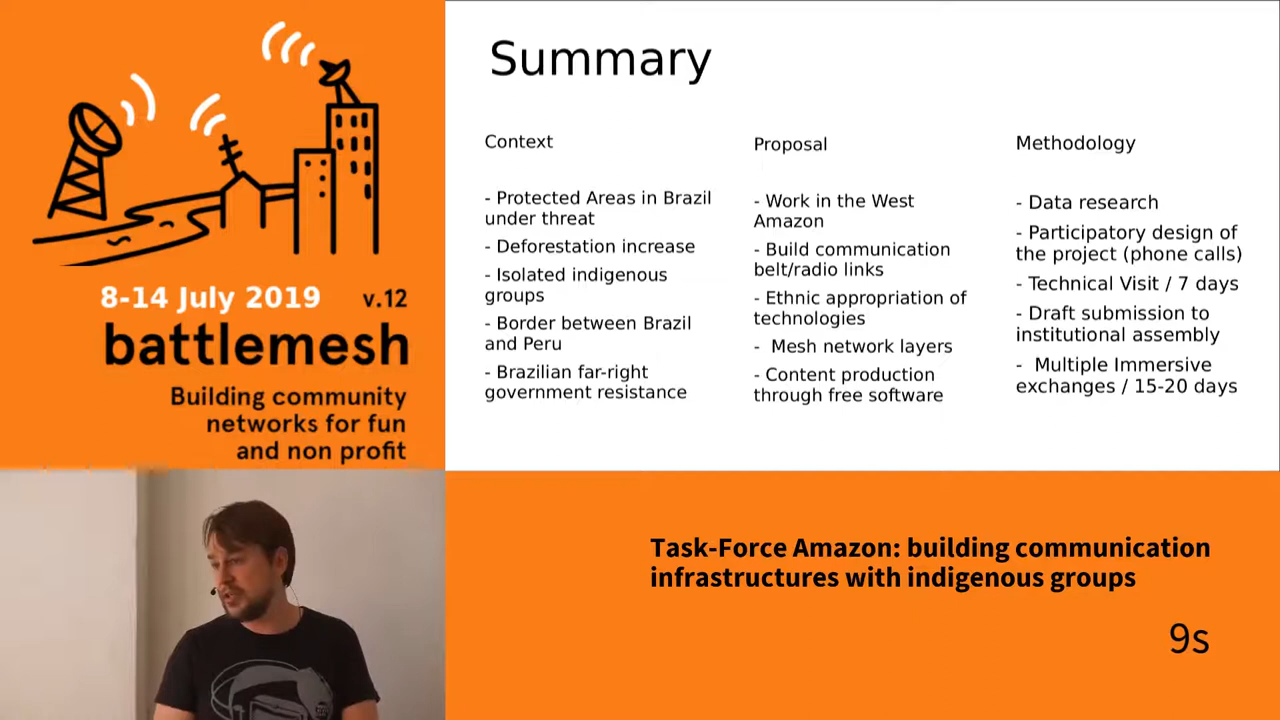 8-14 July 2019 v.12
battlemesh
Building community
networks for fun
and non profit
Summary
Context
- Protected Areas in Brazil
under threat
- Deforestation increase
- Isolated indigenous
groups
- Border between Brazil
and Peru
- Brazilian far-right
government resistance
Proposal
- Work in the West
Amazon
- Build communication
belt/radio links
- Ethnic appropriation of
technologies
- Mesh network layers
- Content production
through free software
Methodology
- Data research
- Participatory design of
the project (phone calls)
- Technical Visit / 7 days
- Draft submission to
institutional assembly
- Multiple Immersive
exchanges / 15-20 days
Task-Force Amazon: building communication
infrastructures with indigenous groups
9s